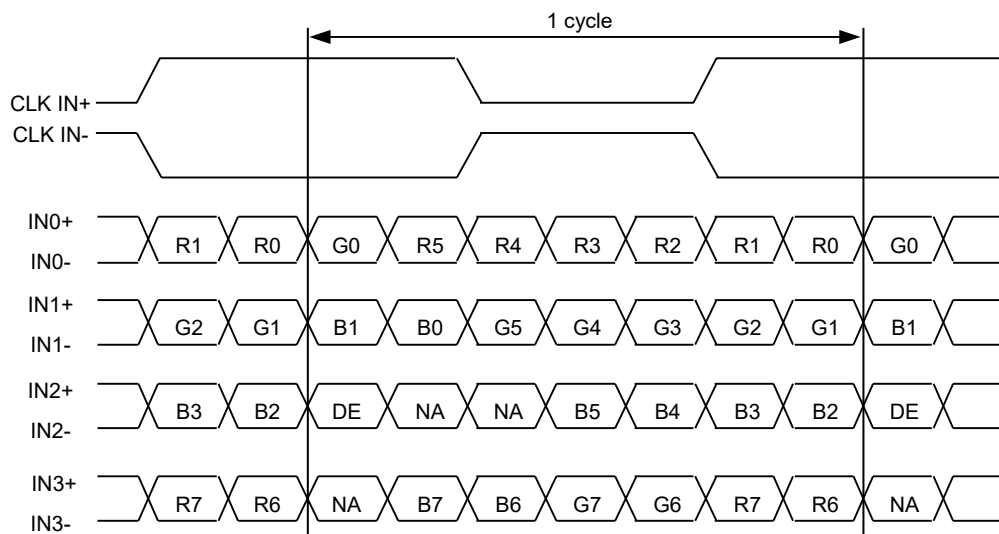 1 cycle
CLK IN+
CLK IN-
IN0+
R1 R0 G0 R5 R4 R3 R2 R1 R0 G0
IN0-
IN1+
G2 G1 B1 B0 G5 G4 G3 G2 G1 B1
IN1-
IN2+
B3 B2 DE NA NA B5 B4 B3 B2 DE
IN2-
IN3+
R7 R6 NA B7 B6 G7 G6 R7 R6 NA
IN3-